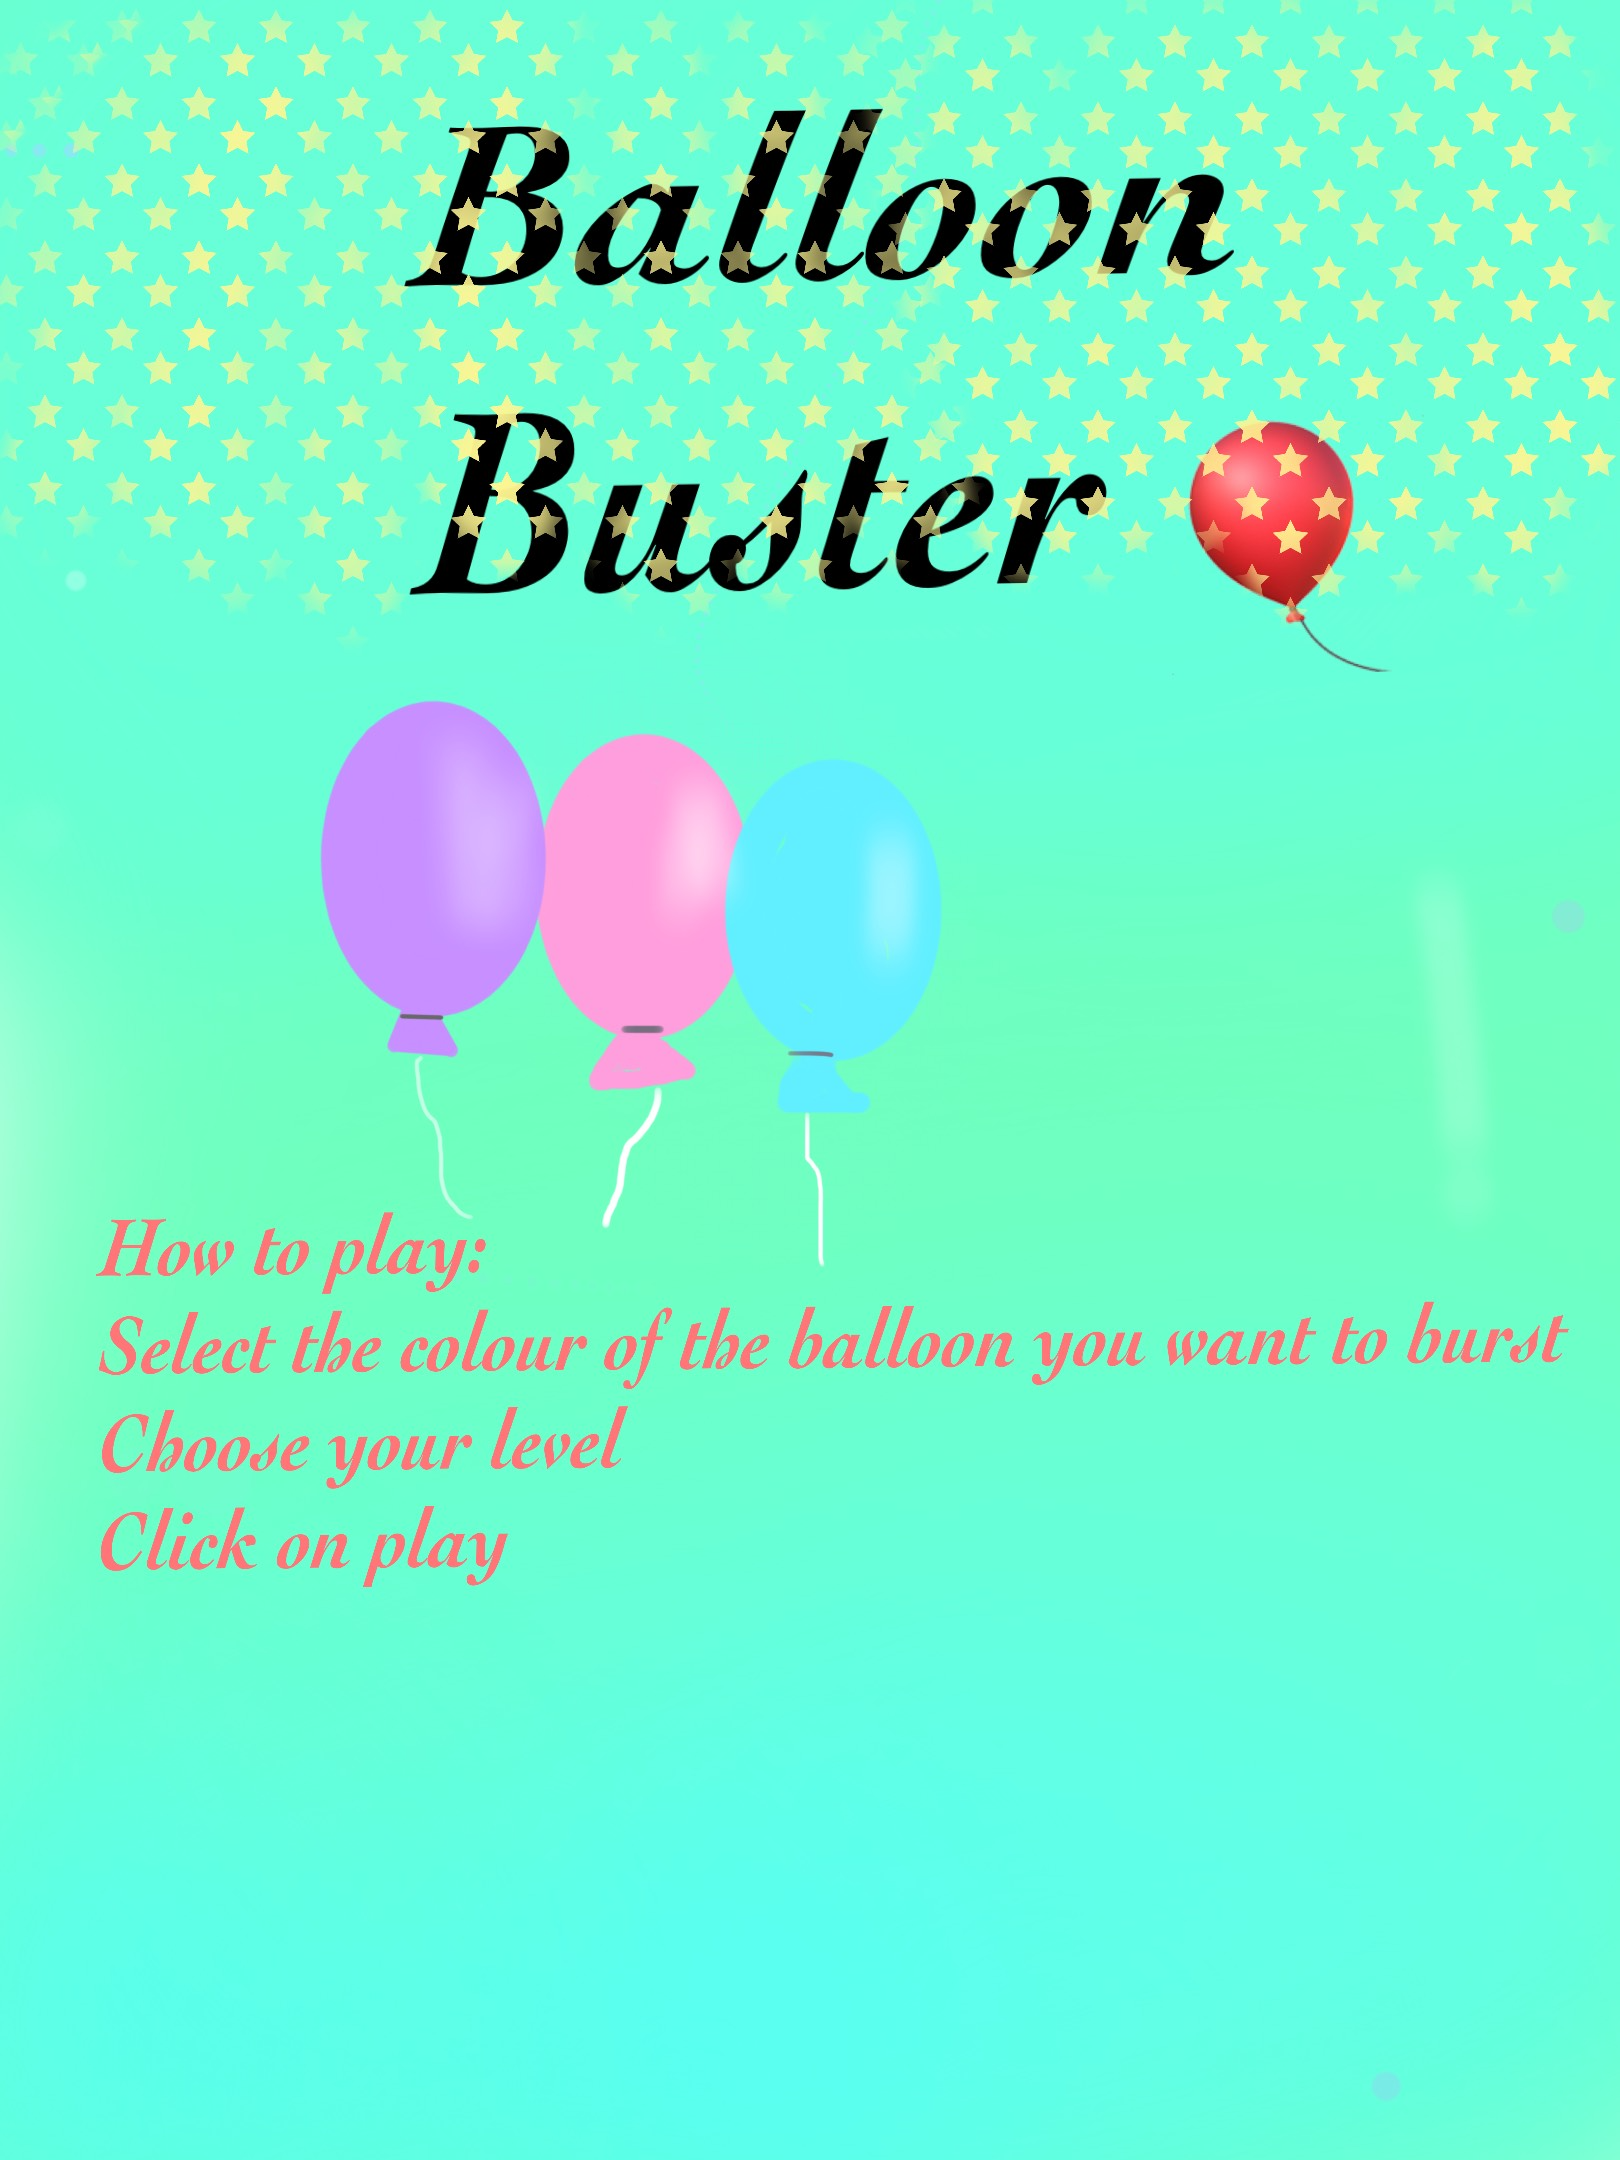 Balloon
Buster
How to play:
Select the colour of the balloon you want to burst
Choose your level
Click on play